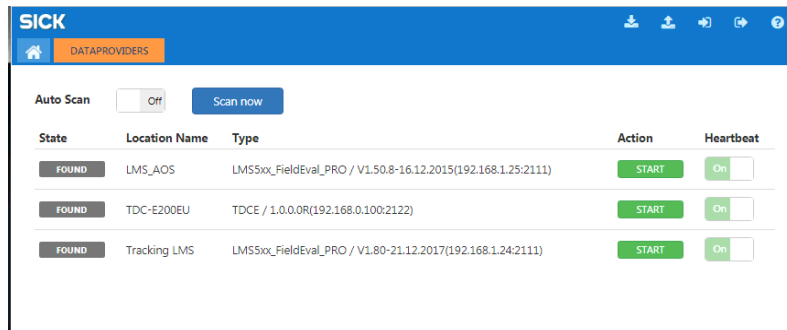 SICK
DATAPROVIDERS
Auto Scan Off Scan now
State Location Name Type Action Heartbeat
FOUND LMS_AOS LMS5xx_FieldEval_PRO / V1.50.8-16.12.2015(192.168.1.25:2111) START On
FOUND TDC-E200EU TDCE / 1.0.0.0R(192.168.0.100:2122) START On
FOUND Tracking LMS LMS5xx_FieldEval_PRO / V1.80-21.12.2017(192.168.1.24:2111) START On